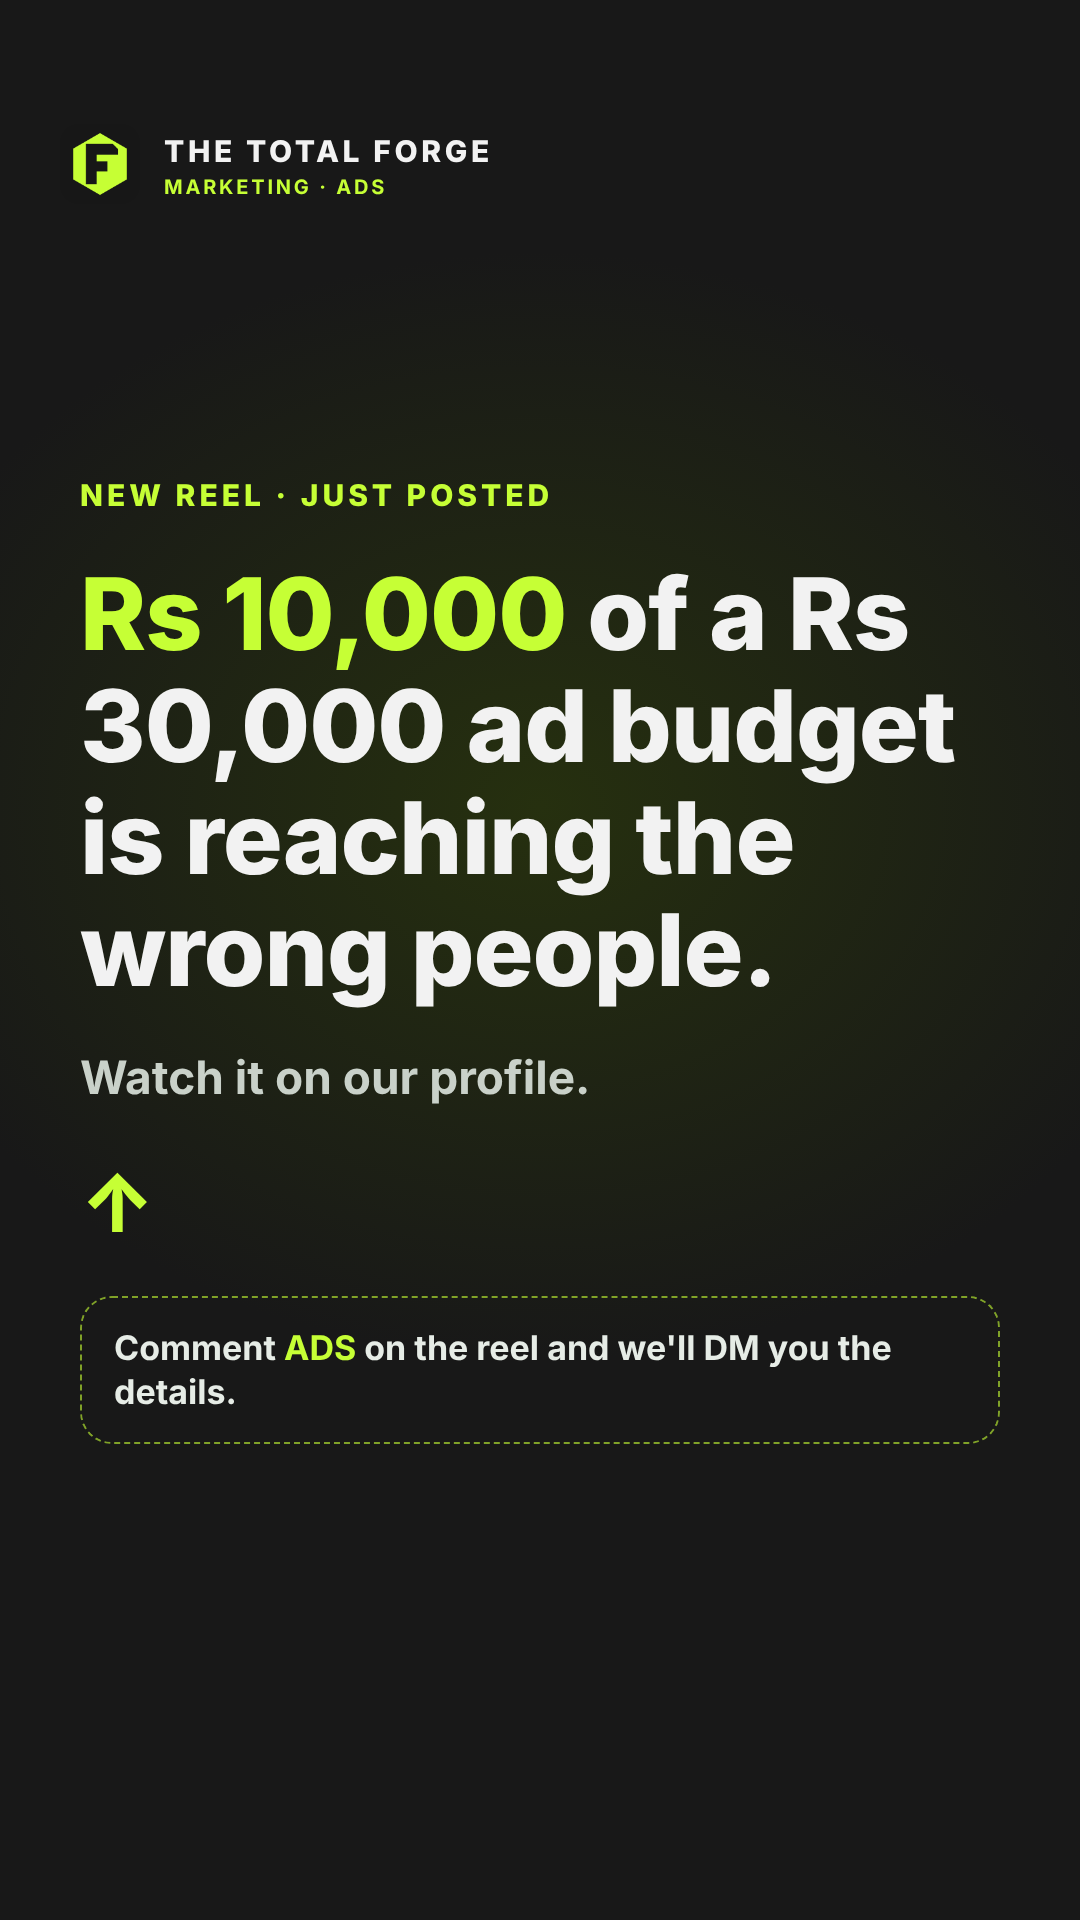 THE TOTAL FORGE
MARKETING · ADS
NEW REEL · JUST POSTED
Rs 10,000 of a Rs
30,000 ad budget
is reaching the
wrong people.
Watch it on our profile.
↑
Comment ADS on the reel and we'll DM you the
details.